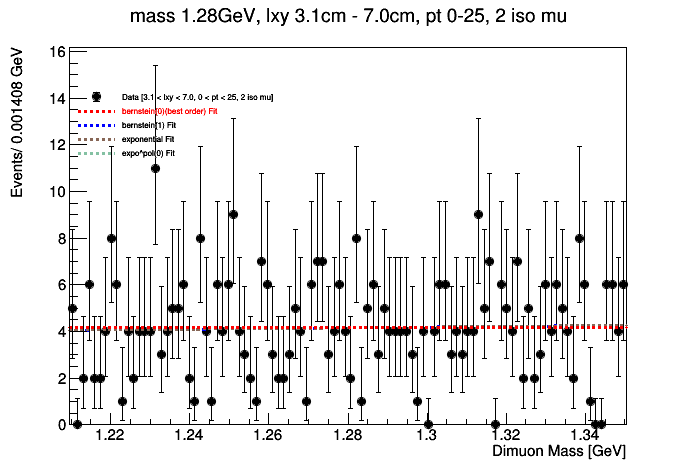 mass 1.28GeV, lxy 3.1cm - 7.0cm, pt 0-25, 2 iso mu
Events/ 0.001408 GeV
16
14
12
10
8
6
4
2
0
Data [3.1 < lxy < 7.0, 0 < pt < 25, 2 iso mu]
bernstein[0](best order) Fit
bernstein[1] Fit
exponential Fit
expo*pol(0) Fit
1.22 1.24 1.26 1.28 1.3 1.32 1.34
Dimuon Mass [GeV]